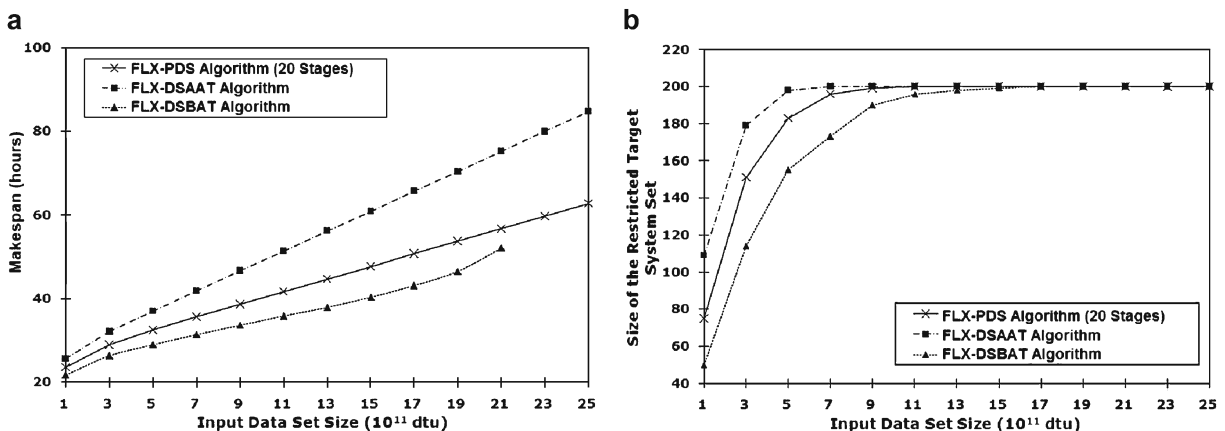 a
Makespan (hours)
100
80
60
40
20
FLX-PDS Algorithm (20 Stages)
FLX-DSAAT Algorithm
FLX-DSBAT Algorithm
1 3 5 7 9 11 13 15 17 19 21 23 25
Input Data Set Size (10¹¹ dtu)
b
Size of the Restricted Target
System Set
220
200
180
160
140
120
100
80
60
40
FLX-PDS Algorithm (20 Stages)
FLX-DSAAT Algorithm
FLX-DSBAT Algorithm
1 3 5 7 9 11 13 15 17 19 21 23 25
Input Data Set Size (10¹¹ dtu)